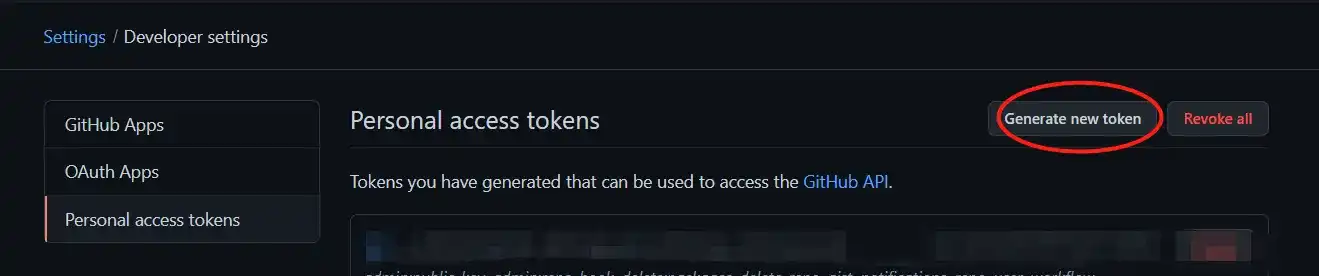 Settings / Developer settings
GitHub Apps
OAuth Apps
Personal access tokens
Personal access tokens
Generate new token
Revoke all
Tokens you have generated that can be used to access the GitHub API.